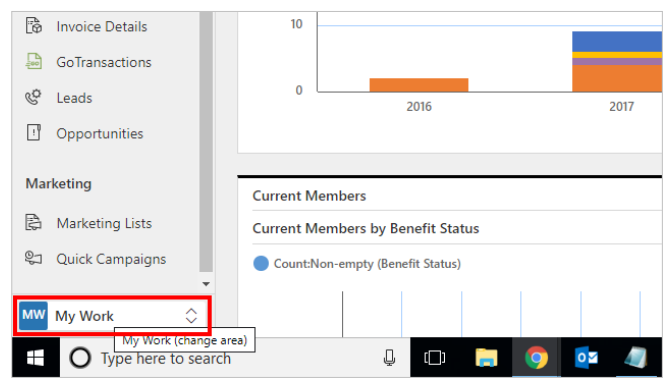 Invoice Details
GoTransactions
Leads
Opportunities
Marketing
Marketing Lists
Quick Campaigns
MW My Work
My Work (change area)
Type here to search
10
0
2016 2017
Current Members
Current Members by Benefit Status
Count:Non-empty (Benefit Status)